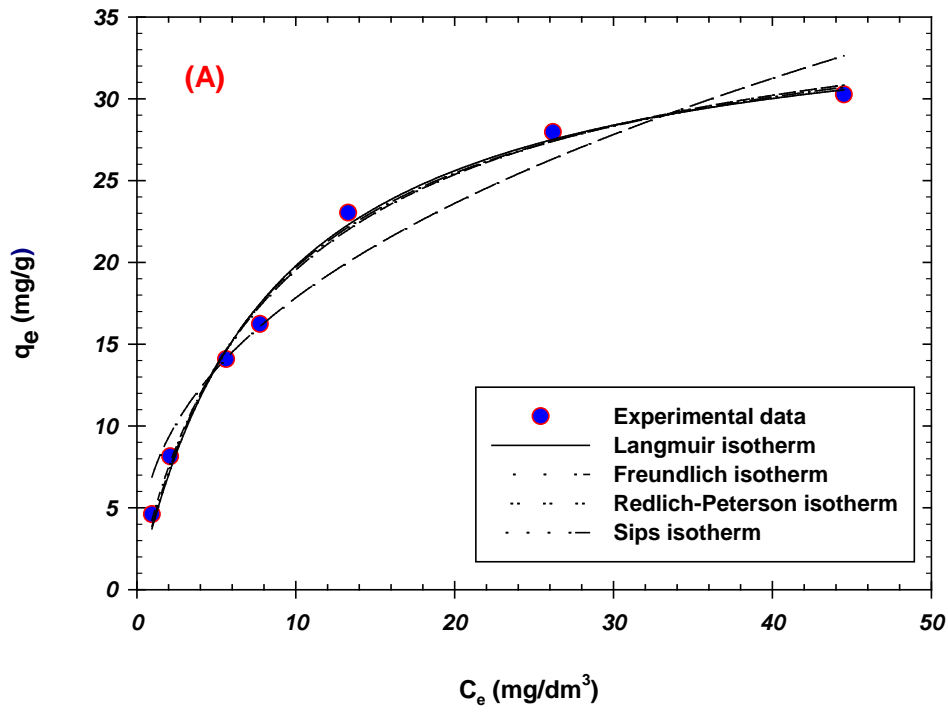 (A)
35
30
25
20
15
10
5
0
qe (mg/g)
0 10 20 30 40 50
Ce (mg/dm³)
Experimental data
Langmuir isotherm
Freundlich isotherm
Redlich-Peterson isotherm
Sips isotherm